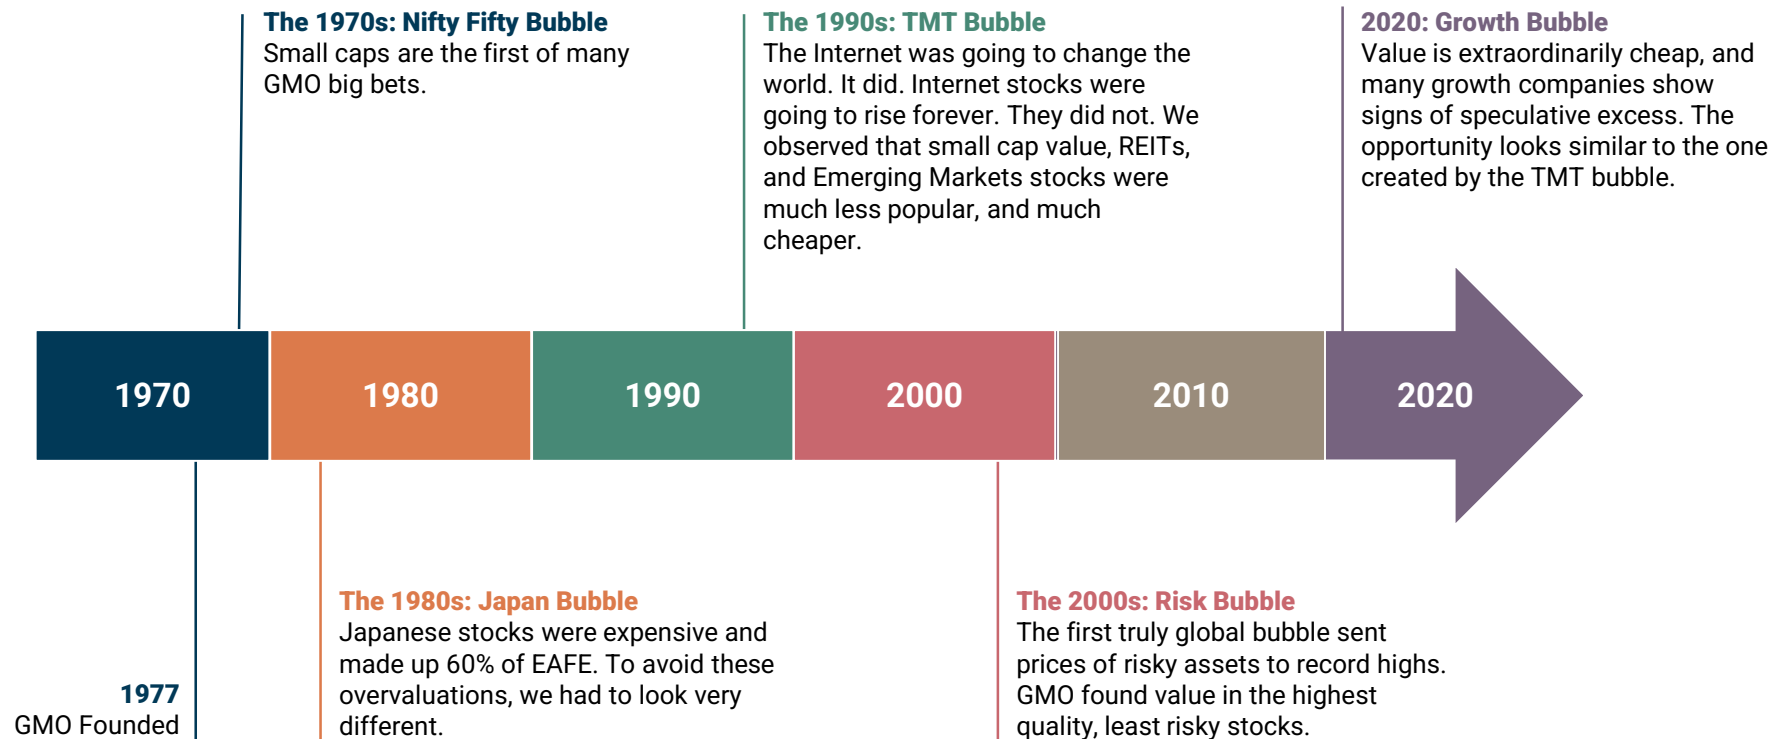 The 1970s: Nifty Fifty Bubble
Small caps are the first of many
GMO big bets.
The 1990s: TMT Bubble
The Internet was going to change the
world. It did. Internet stocks were
going to rise forever. They did not. We
observed that small cap value, REITs,
and Emerging Markets stocks were
much less popular, and much
cheaper.
2020: Growth Bubble
Value is extraordinarily cheap, and
many growth companies show
signs of speculative excess. The
opportunity looks similar to the one
created by the TMT bubble.
1970
1980
1990
2000
2010
2020
1977
GMO Founded
The 1980s: Japan Bubble
Japanese stocks were expensive and
made up 60% of EAFE. To avoid these
overvaluations, we had to look very
different.
The 2000s: Risk Bubble
The first truly global bubble sent
prices of risky assets to record highs.
GMO found value in the highest
quality, least risky stocks.